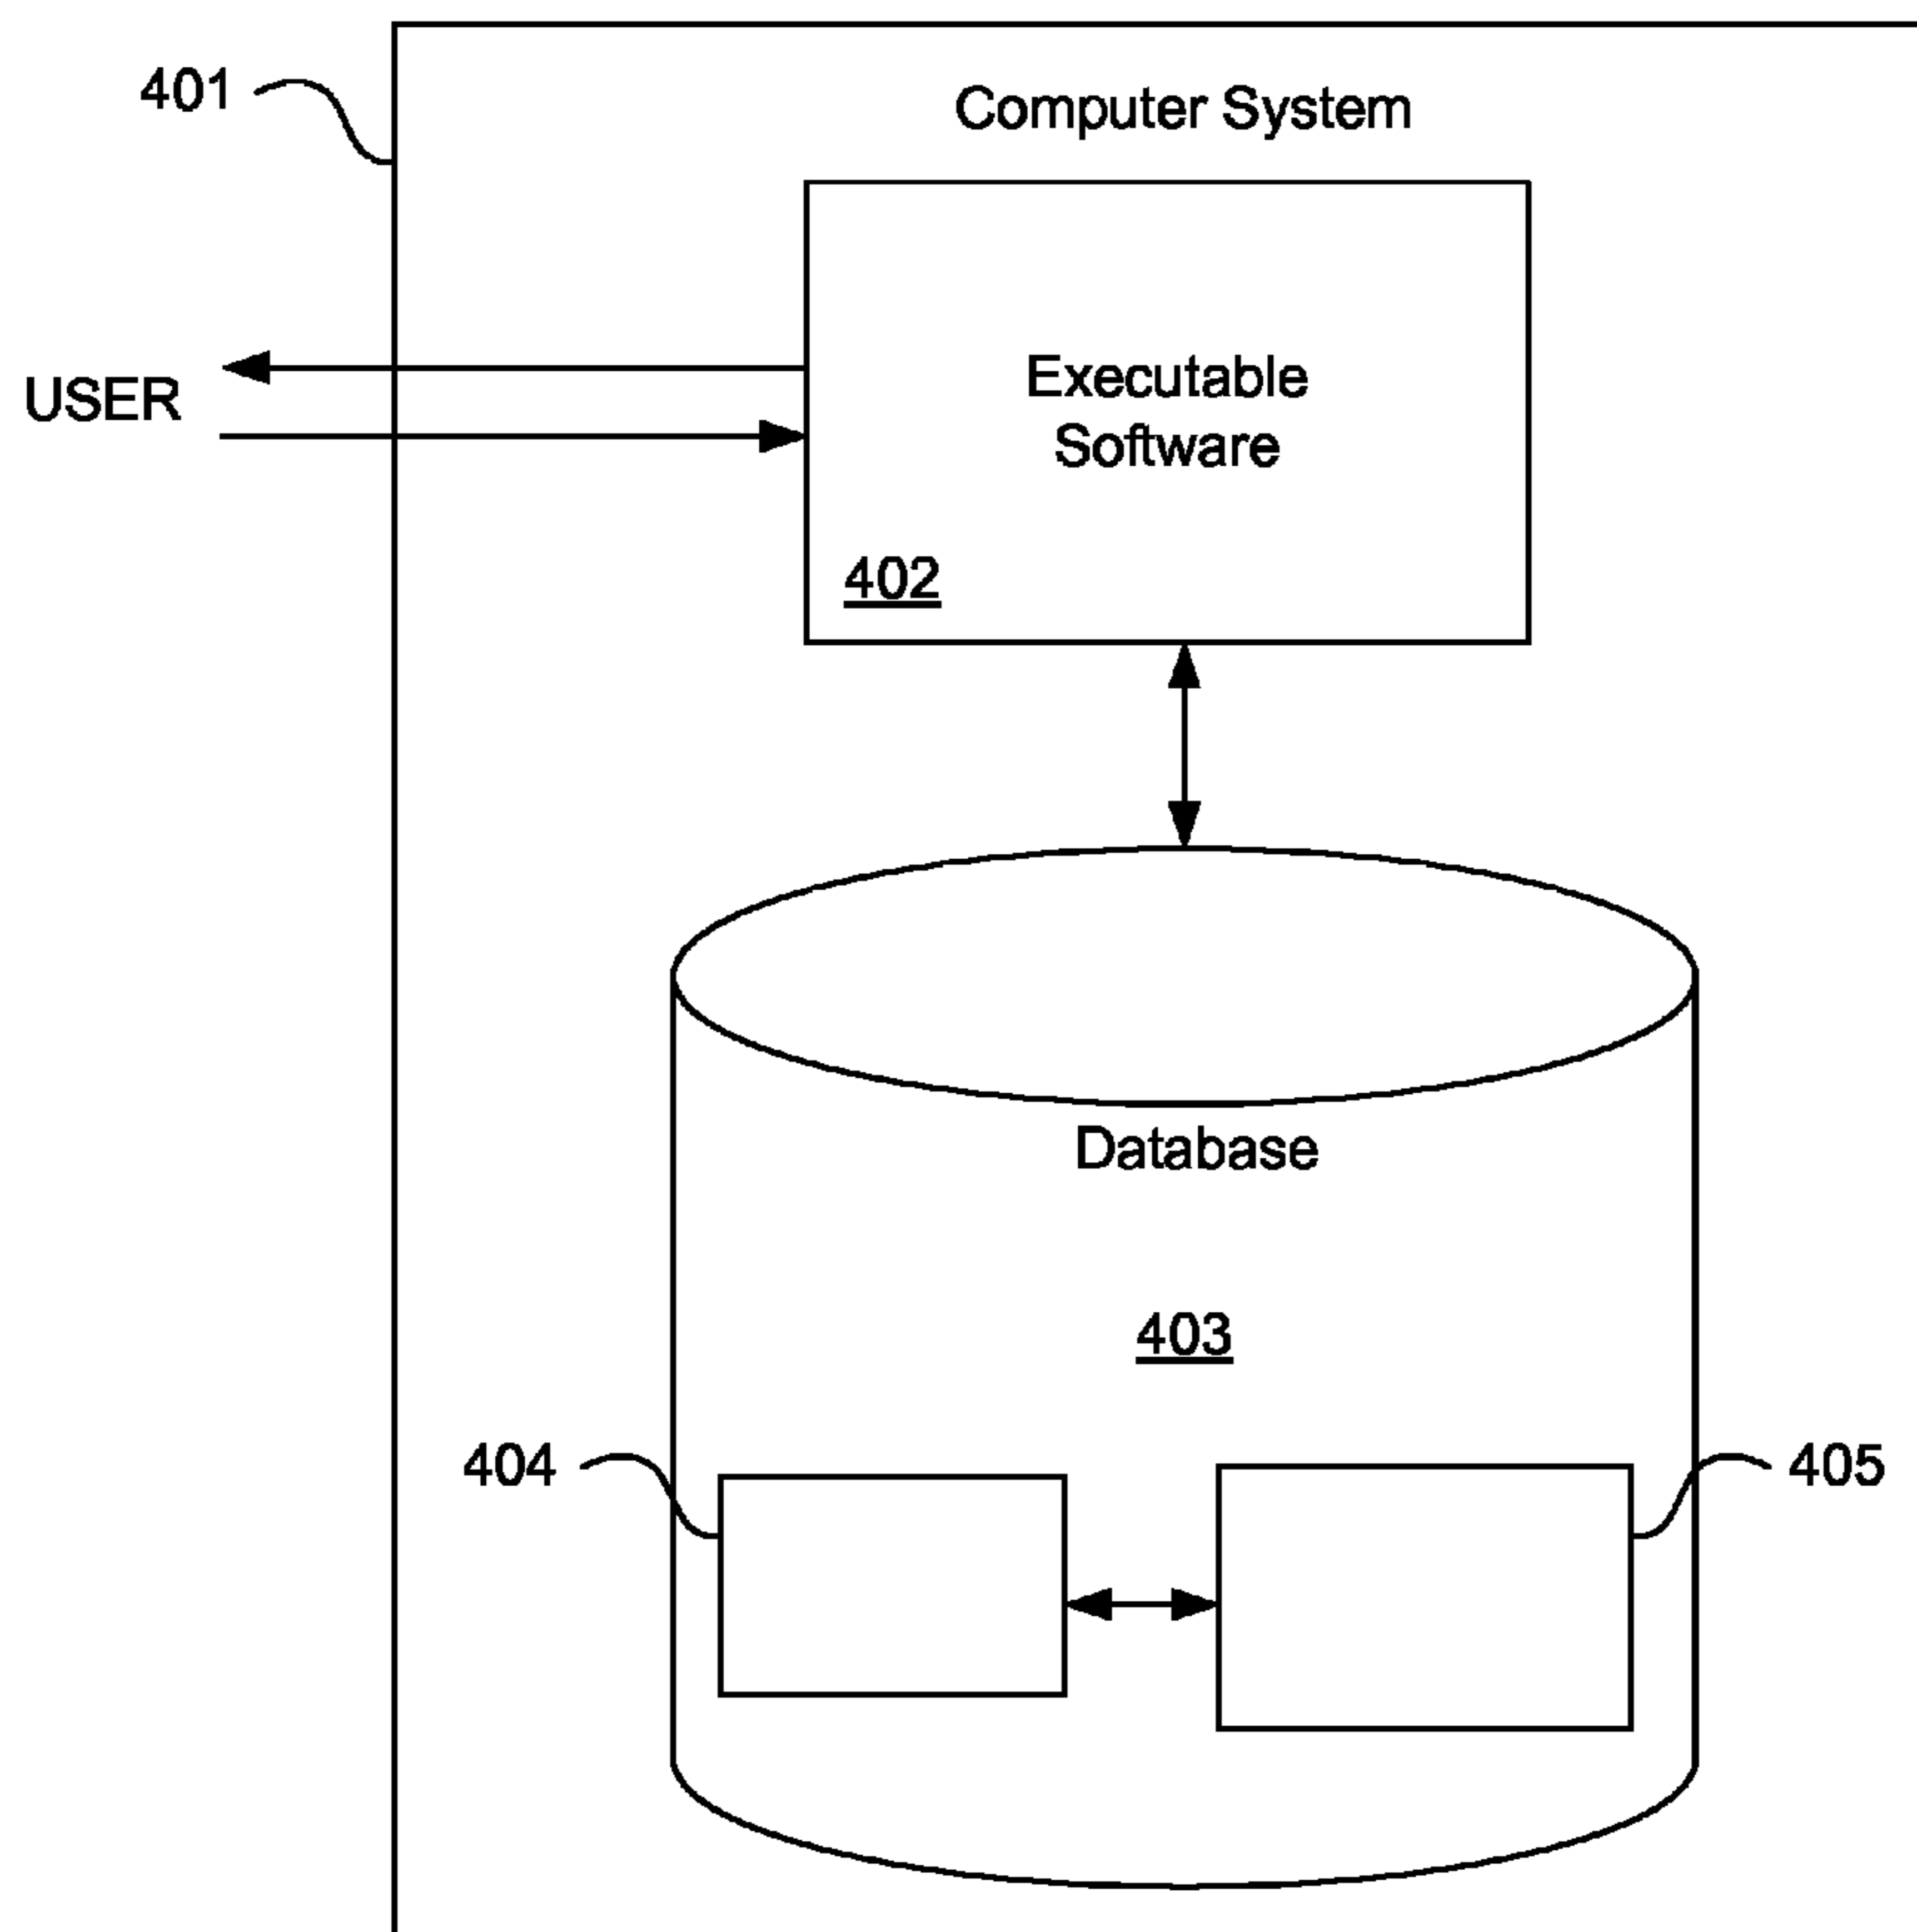 401
Computer System
USER
Executable
Software
402
Database
403
404
405